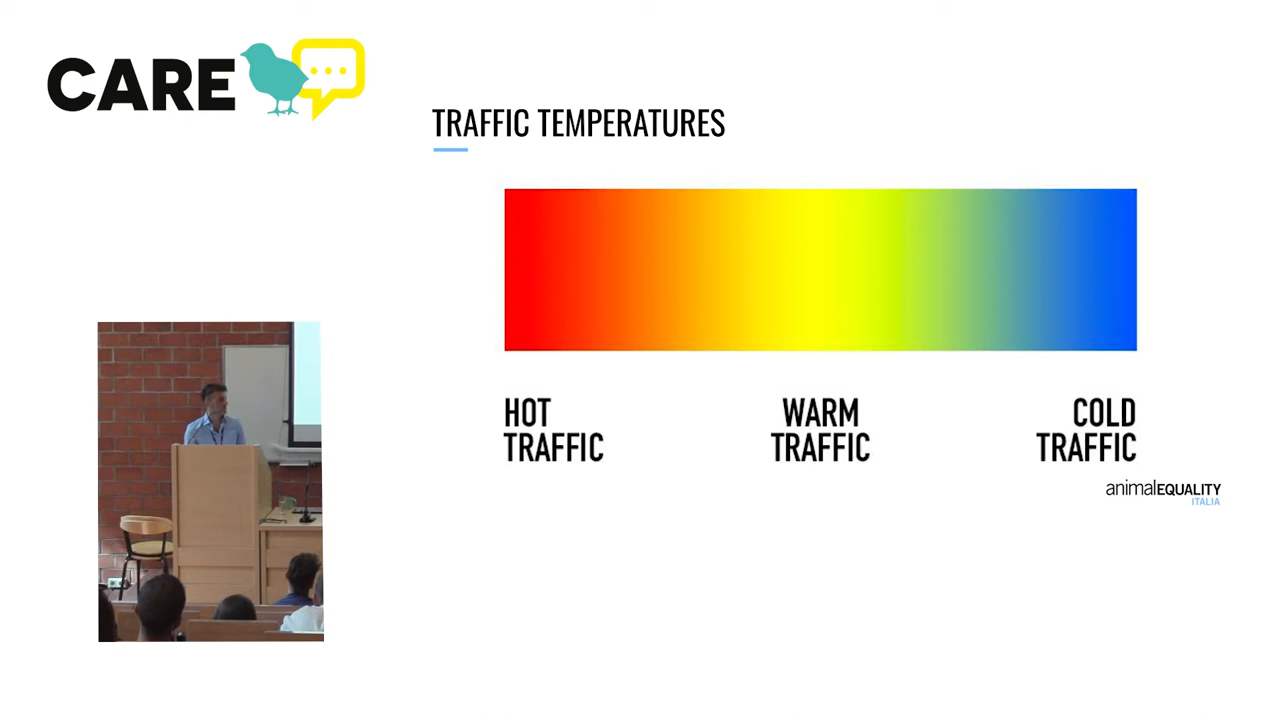 CARE
TRAFFIC TEMPERATURES
HOT
TRAFFIC
WARM
TRAFFIC
COLD
TRAFFIC
animalEQUALITY
ITALIA